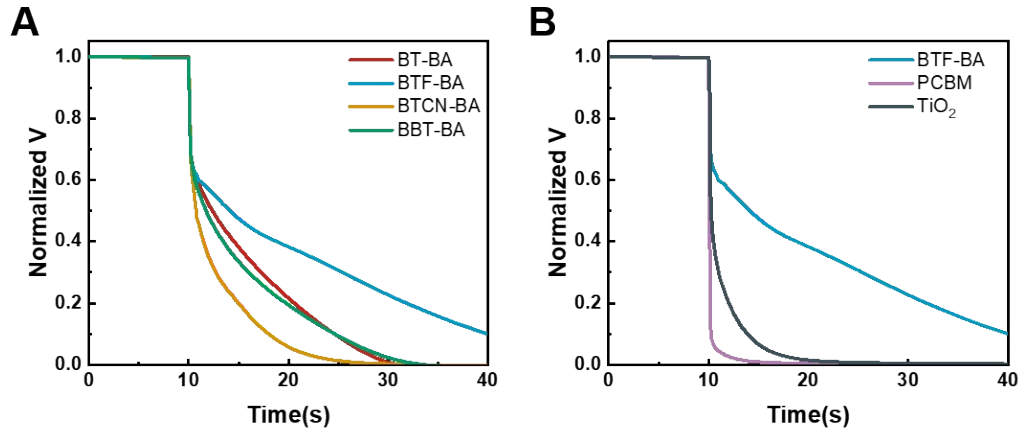 A
Normalized V
1.0
0.8
0.6
0.4
0.2
0.0
0
10
20
30
40
Time(s)
BT-BA
BTF-BA
BTCN-BA
BBT-BA
B
Normalized V
1.0
0.8
0.6
0.4
0.2
0.0
0
10
20
30
40
Time(s)
BTF-BA
PCBM
TiO₂